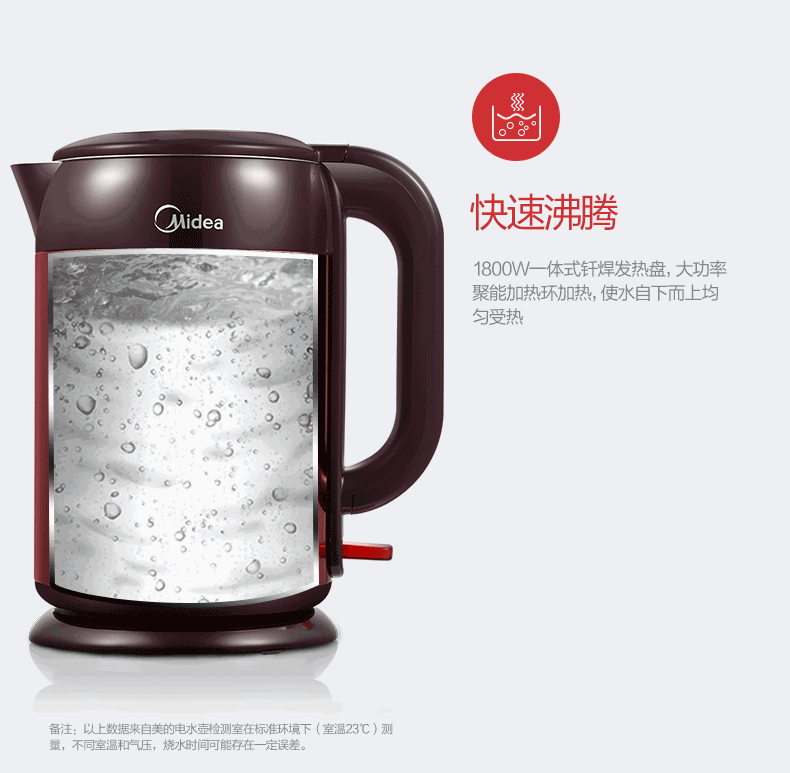 Midea
快速沸腾
1800W一体式钎焊发热盘，大功率
聚能加热环加热，使水自下而上均
匀受热
备注：以上数据来自美的电水壶检测室在标准环境下（室温23℃）测
量，不同室温和气压，烧水时间可能存在一定误差。